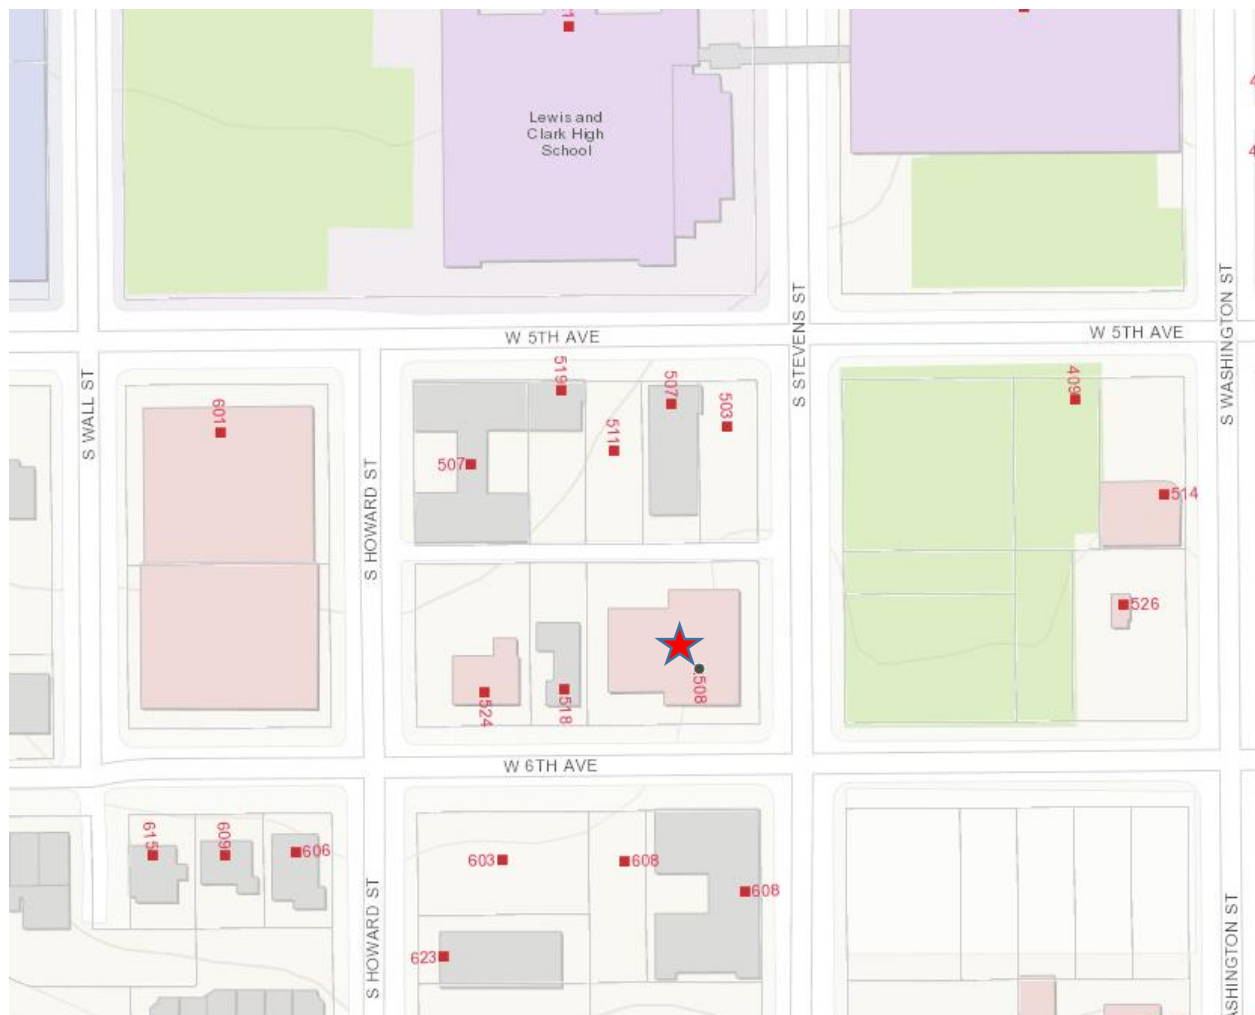 Lewis and
Clark High
School
W 5TH AVE
W 5TH AVE
S STEVENS ST
S WASHINGTON ST
S WALL ST
S HOWARD ST
601
519
507
503
511
507
409
514
526
524
518
508
W 6TH AVE
615
609
606
603
608
608
623
S HOWARD ST